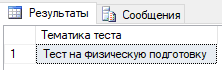 Результаты Сообщения
Тематика теста
1 Тест на физическую подготовку